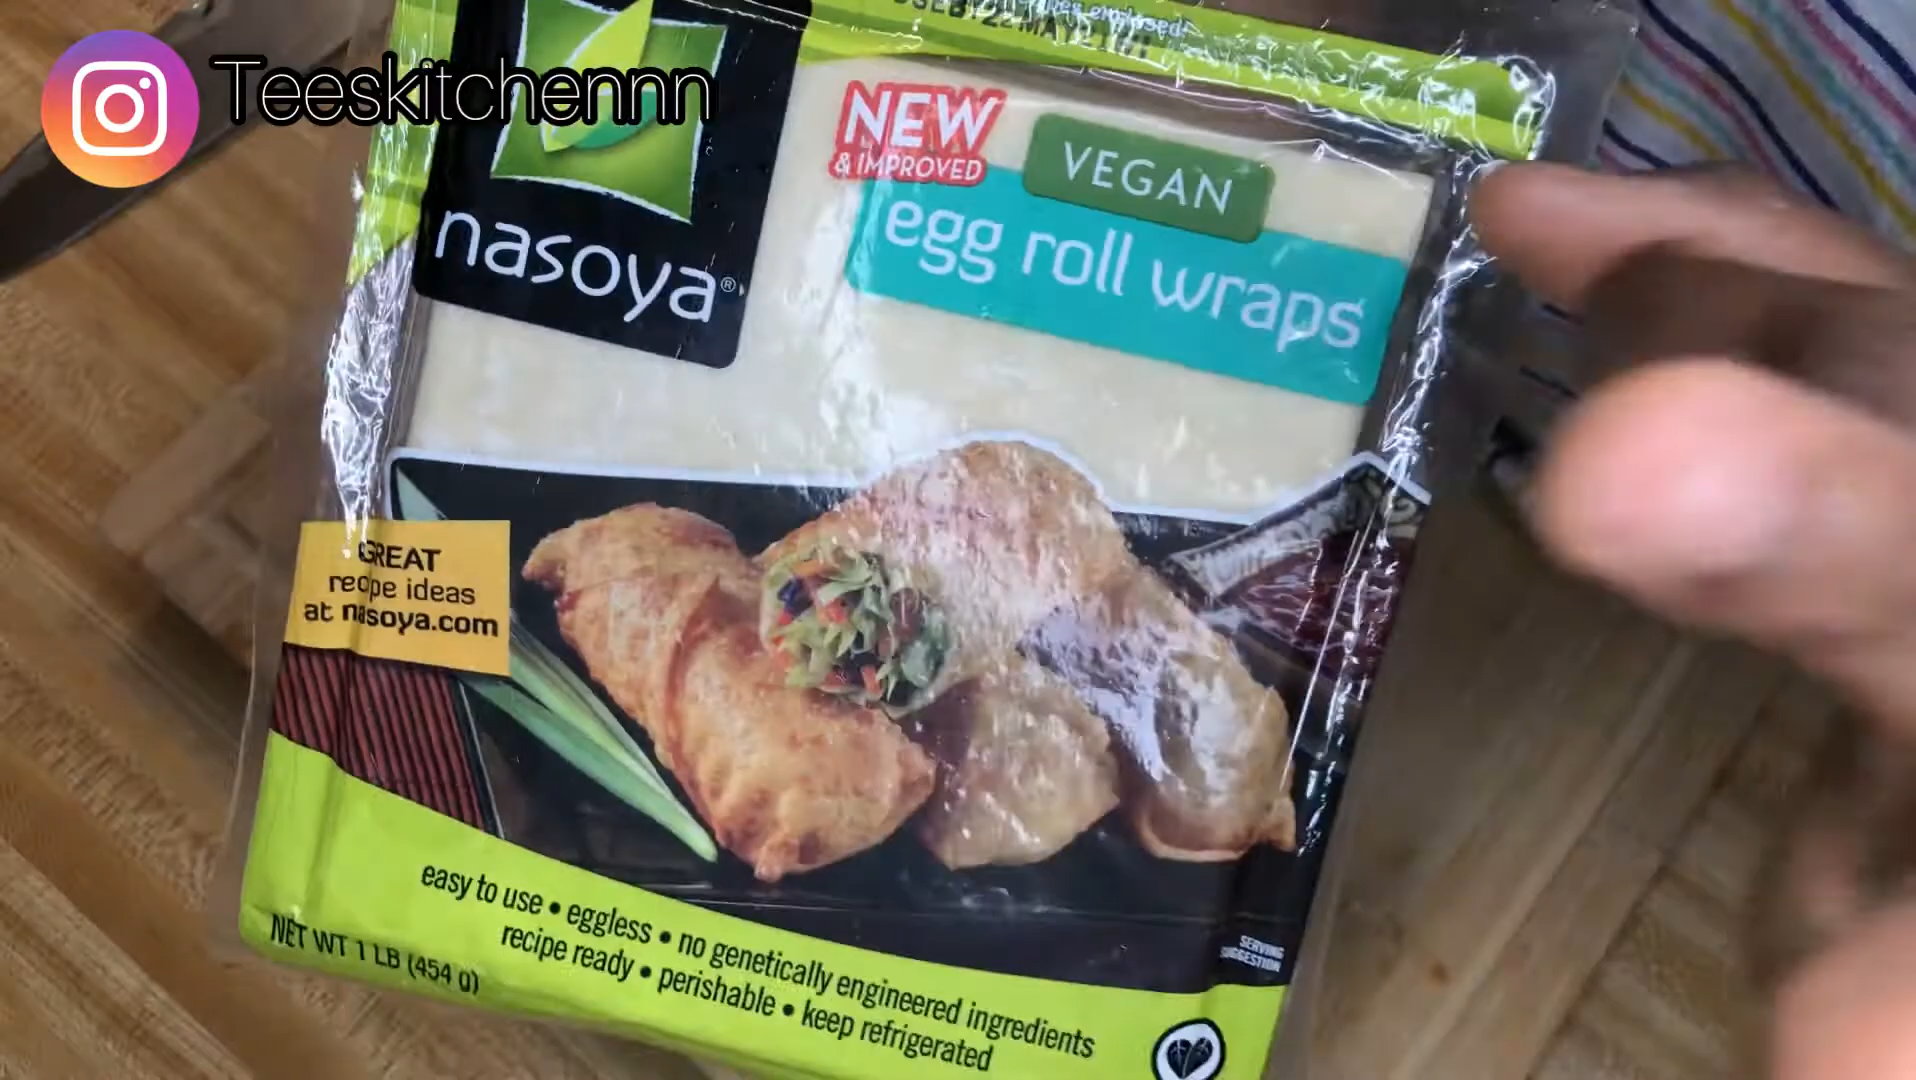 Teeskitchennn
nasoya®
NEW
& IMPROVED
VEGAN
egg roll wraps
GREAT
recipe ideas
at nasoya.com
easy to use • eggless • no genetically engineered ingredients
recipe ready • perishable • keep refrigerated
NET WT 1 LB (454 g)
SERVING
SUGGESTION